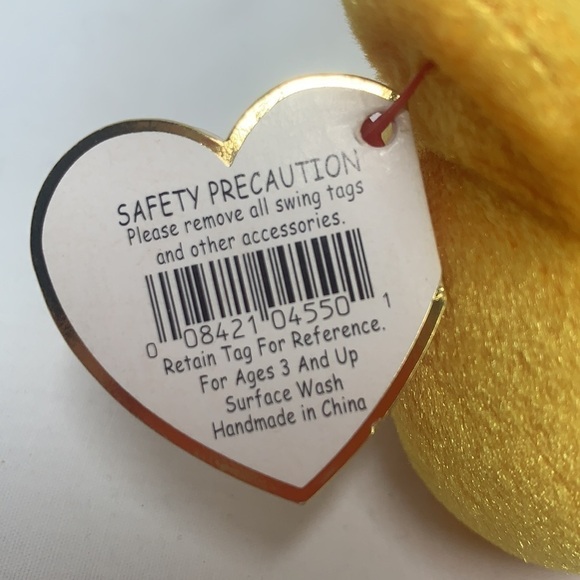 SAFETY PRECAUTION
Please remove all swing tags
and other accessories.
0 08421 04550 1
Retain Tag For Reference.
For Ages 3 And Up
Surface Wash
Handmade in China